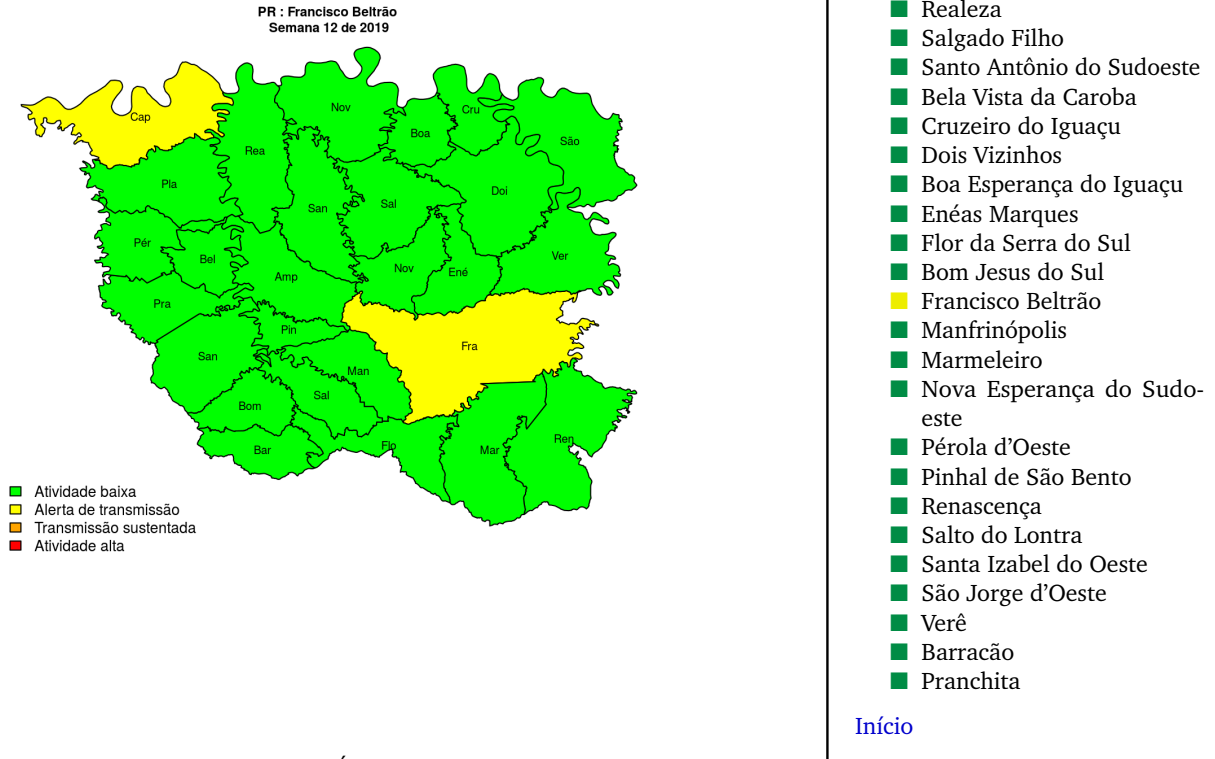 PR : Francisco Beltrão
Semana 12 de 2019
Cap
Nov
Boa
Cru
São
Rea
Pla
San
Sal
Doi
Pér
Bel
Amp
Nov
Ené
Ver
Pra
Pin
Fra
San
Man
Sal
Bom
Bar
Flo
Mar
Ren
Atividade baixa
Alerta de transmissão
Transmissão sustentada
Atividade alta
Realeza
Salgado Filho
Santo Antônio do Sudoeste
Bela Vista da Caroba
Cruzeiro do Iguaçu
Dois Vizinhos
Boa Esperança do Iguaçu
Enéas Marques
Flor da Serra do Sul
Bom Jesus do Sul
Francisco Beltrão
Manfrinópolis
Marmeleiro
Nova Esperança do Sudo-
este
Pérola d'Oeste
Pinhal de São Bento
Renascença
Salto do Lontra
Santa Izabel do Oeste
São Jorge d'Oeste
Verê
Barracão
Pranchita
Início